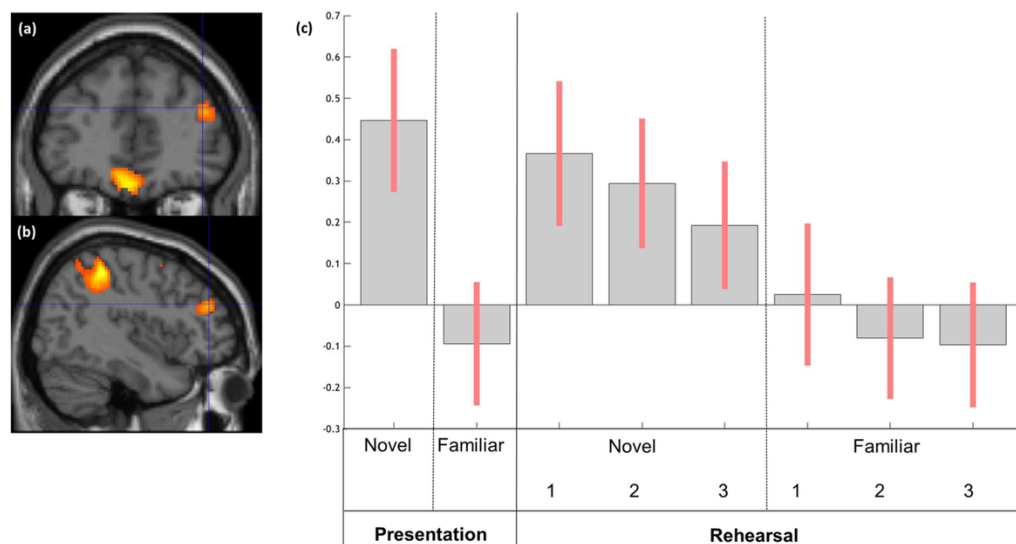 (a)
(b)
(c)
0.7
0.6
0.5
0.4
0.3
0.2
0.1
0
-0.1
-0.2
-0.3
Novel Familiar Novel Familiar
1 2 3 1 2 3
Presentation Rehearsal